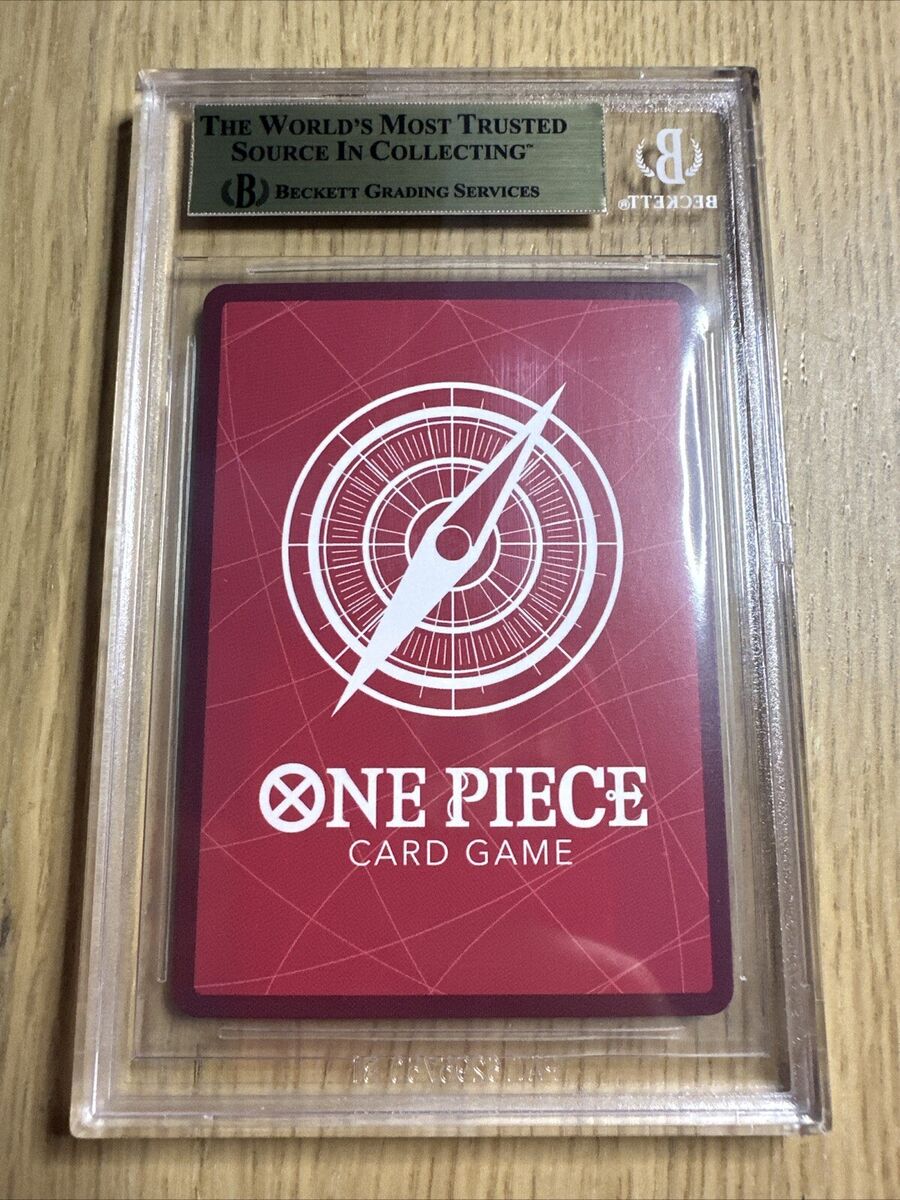 THE WORLD'S MOST TRUSTED
SOURCE IN COLLECTING™
B BECKETT GRADING SERVICES
B
BECKETT®
ONE PIECE
CARD GAME